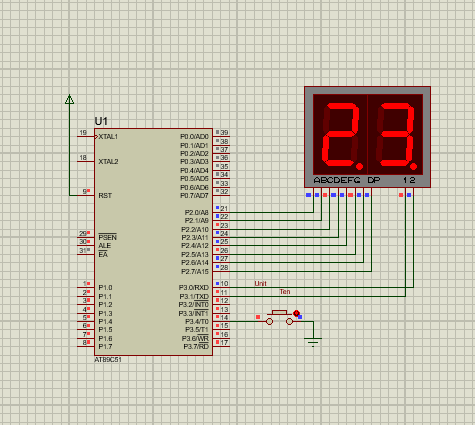 U1
19 XTAL1 P0.0/AD0 39
P0.1/AD1 38
P0.2/AD2 37
18 XTAL2 P0.3/AD3 36
P0.4/AD4 35
P0.5/AD5 34
P0.6/AD6 33
9 RST P0.7/AD7 32
P2.0/A8 21
P2.1/A9 22
P2.2/A10 23
29 PSEN P2.3/A11 24
30 ALE P2.4/A12 25
31 EA P2.5/A13 26
P2.6/A14 27
P2.7/A15 28
1 P1.0 P3.0/RXD 10 Unit
2 P1.1 P3.1/TXD 11 Ten
3 P1.2 P3.2/INT0 12
4 P1.3 P3.3/INT1 13
5 P1.4 P3.4/T0 14
6 P1.5 P3.5/T1 15
7 P1.6 P3.6/WR 16
8 P1.7 P3.7/RD 17
AT89C51
2.3.
ABCDEFG DP 12